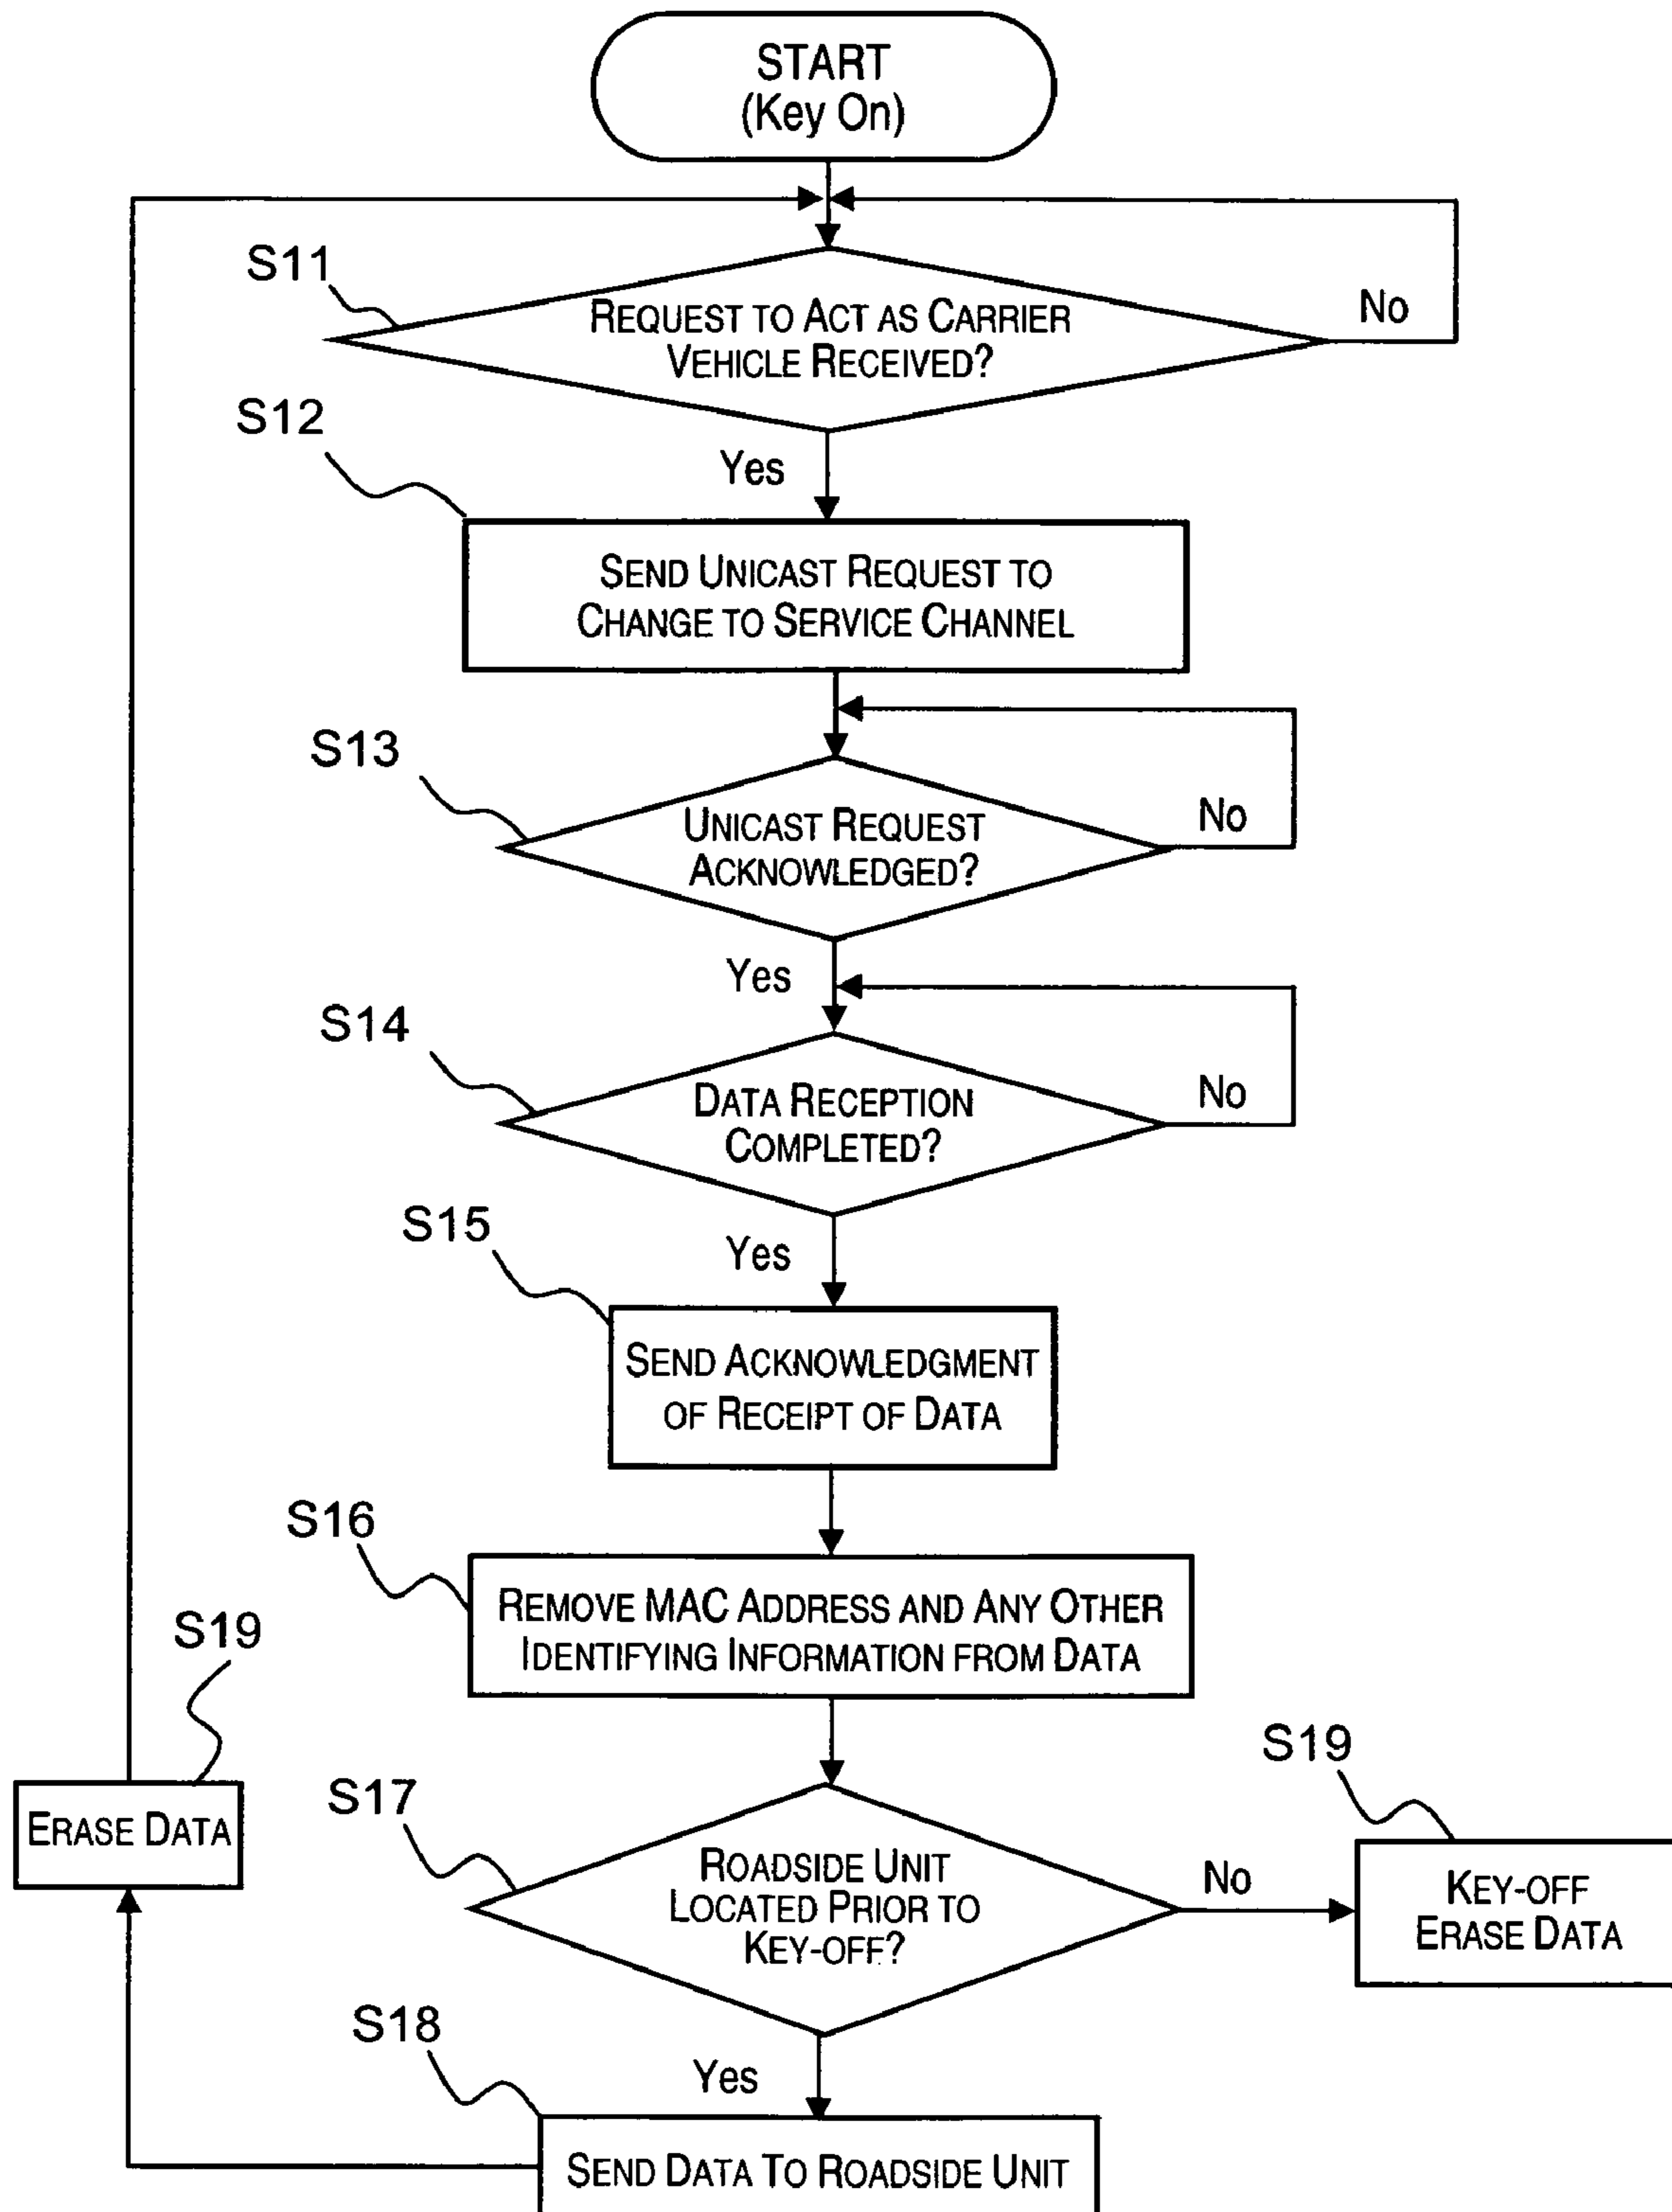 START
(Key On)
S11
REQUEST TO ACT AS CARRIER
VEHICLE RECEIVED?
No
S12
Yes
SEND UNICAST REQUEST TO
CHANGE TO SERVICE CHANNEL
S13
UNICAST REQUEST
ACKNOWLEDGED?
No
Yes
S14
DATA RECEPTION
COMPLETED?
No
S15
Yes
SEND ACKNOWLEDGMENT
OF RECEIPT OF DATA
S16
REMOVE MAC ADDRESS AND ANY OTHER
IDENTIFYING INFORMATION FROM DATA
S19
ERASE DATA
S17
ROADSIDE UNIT
LOCATED PRIOR TO
KEY-OFF?
No
S19
KEY-OFF
ERASE DATA
S18
Yes
SEND DATA TO ROADSIDE UNIT